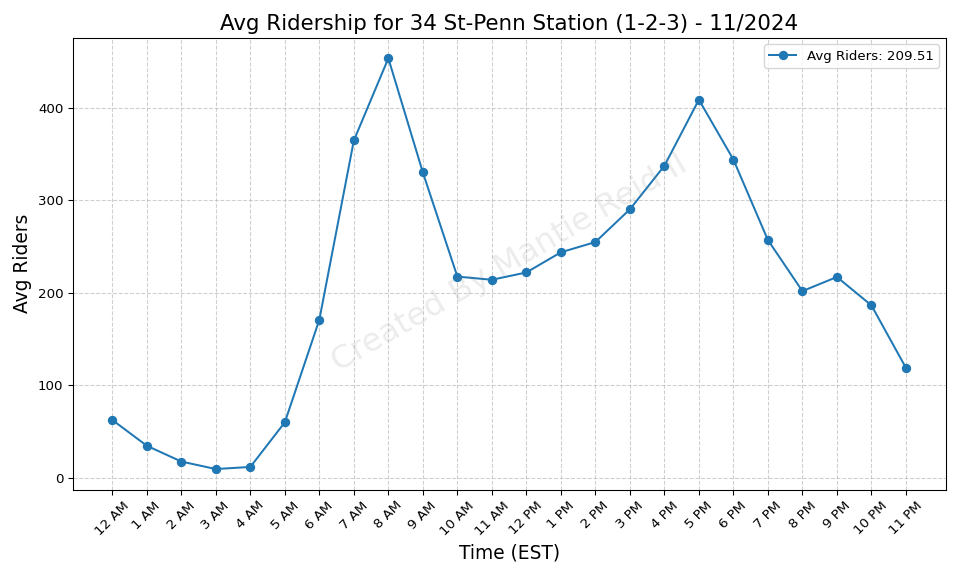 Avg Ridership for 34 St-Penn Station (1-2-3) - 11/2024
Avg Riders: 209.51
400
300
200
100
0
Avg Riders
Created By Mantle Reid II
12 AM
1 AM
2 AM
3 AM
4 AM
5 AM
6 AM
7 AM
8 AM
9 AM
10 AM
11 AM
12 PM
1 PM
2 PM
3 PM
4 PM
5 PM
6 PM
7 PM
8 PM
9 PM
10 PM
11 PM
Time (EST)